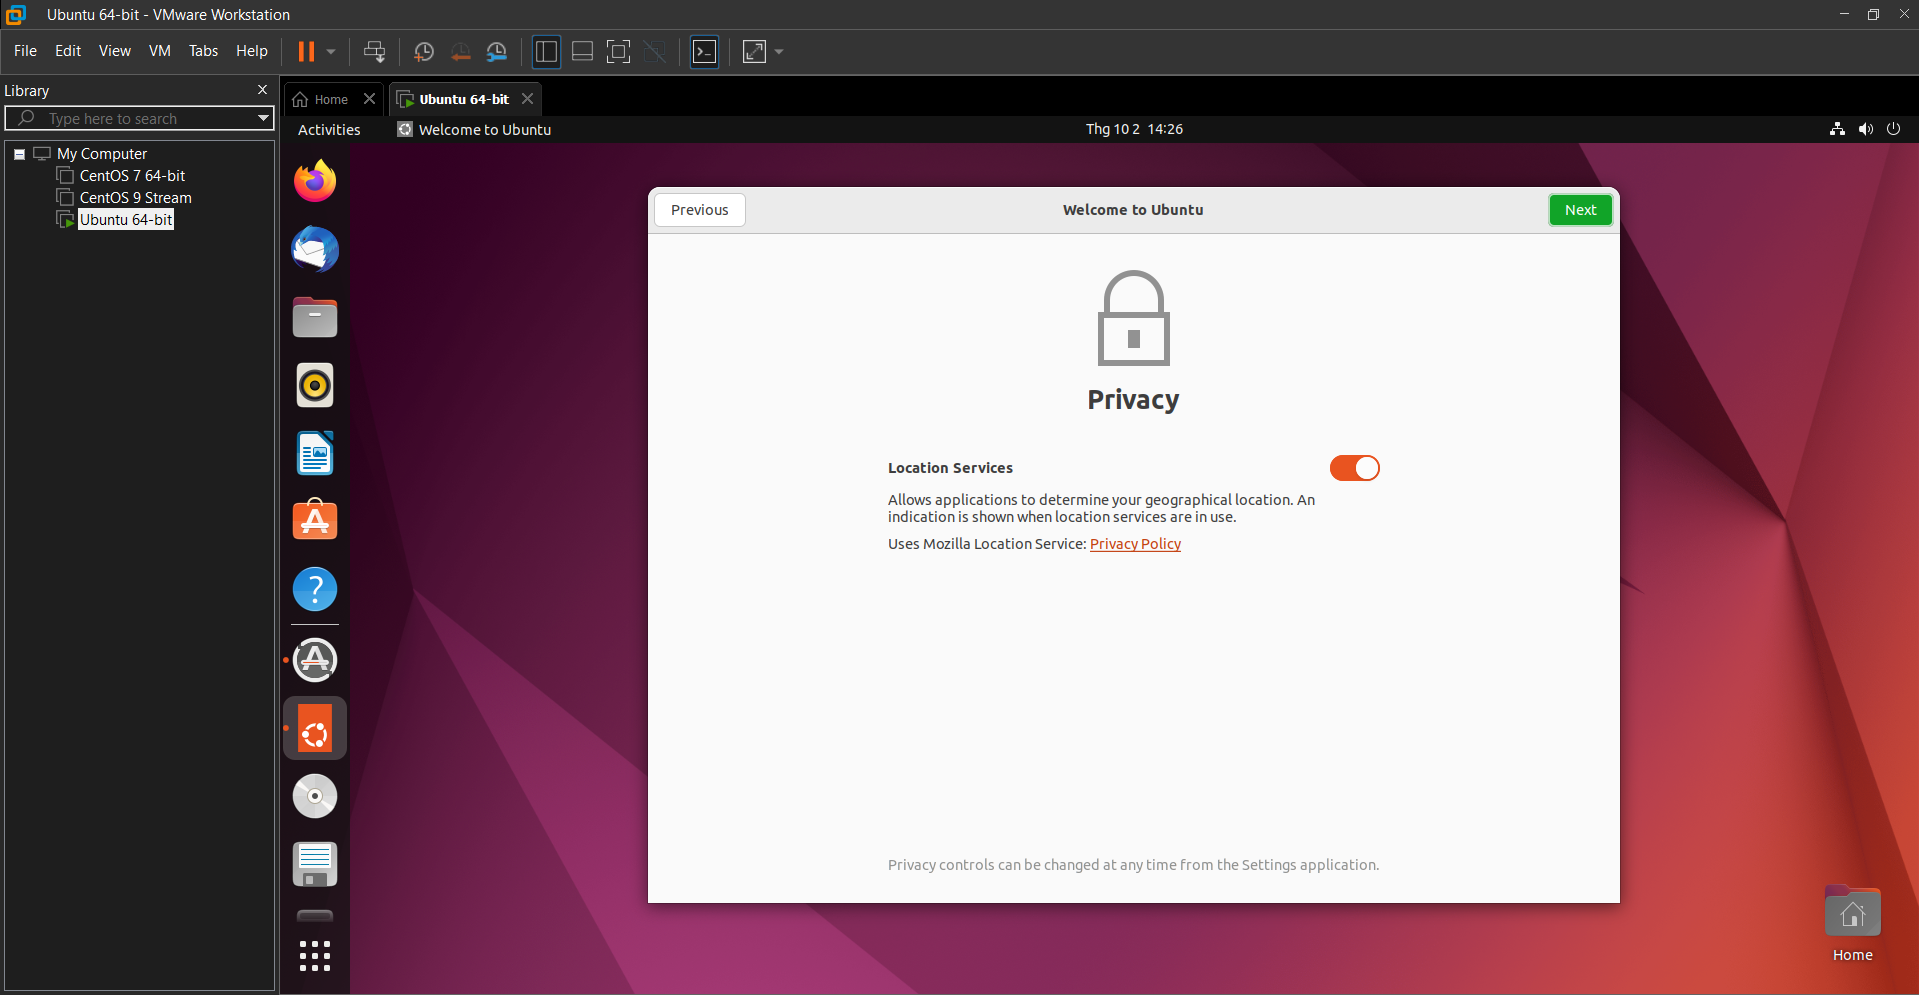 Ubuntu 64-bit - VMware Workstation
File Edit View VM Tabs Help
Library
Type here to search
My Computer
CentOS 7 64-bit
CentOS 9 Stream
Ubuntu 64-bit
Home
Ubuntu 64-bit
Activities
Welcome to Ubuntu
Thg 10 2 14:26
Previous
Welcome to Ubuntu
Next
Privacy
Location Services
Allows applications to determine your geographical location. An
indication is shown when location services are in use.
Uses Mozilla Location Service: Privacy Policy
Privacy controls can be changed at any time from the Settings application.
Home